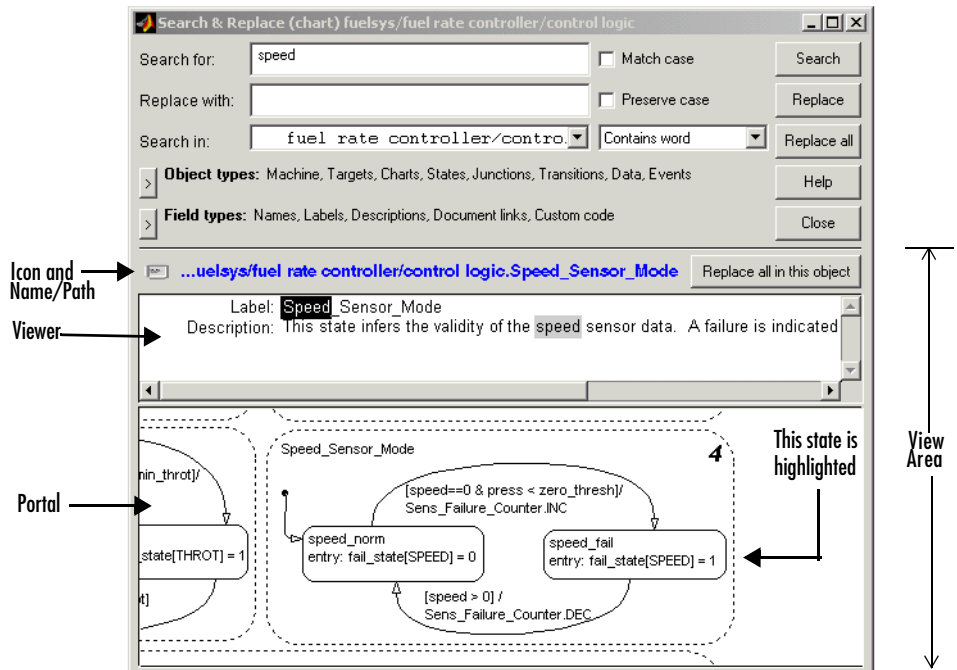 Search & Replace (chart) fuelsys/fuel rate controller/control logic
Search for: speed Match case Search
Replace with: Preserve case Replace
Search in: fuel rate controller/contro. Contains word Replace all
> Object types: Machine, Targets, Charts, States, Junctions, Transitions, Data, Events Help
> Field types: Names, Labels, Descriptions, Document links, Custom code Close
Icon and
Name/Path
...uelsys/fuel rate controller/control logic.Speed_Sensor_Mode Replace all in this object
Viewer
Label: Speed_Sensor_Mode
Description: This state infers the validity of the speed sensor data. A failure is indicated
View
Area
Portal
nin_throt]/
_state[THROT] = 1
ot]
Speed_Sensor_Mode
4
[speed==0 & press < zero_thresh]/
Sens_Failure_Counter.INC
speed_norm
entry: fail_state[SPEED] = 0
speed_fail
entry: fail_state[SPEED] = 1
[speed > 0] /
Sens_Failure_Counter.DEC
This state is
highlighted